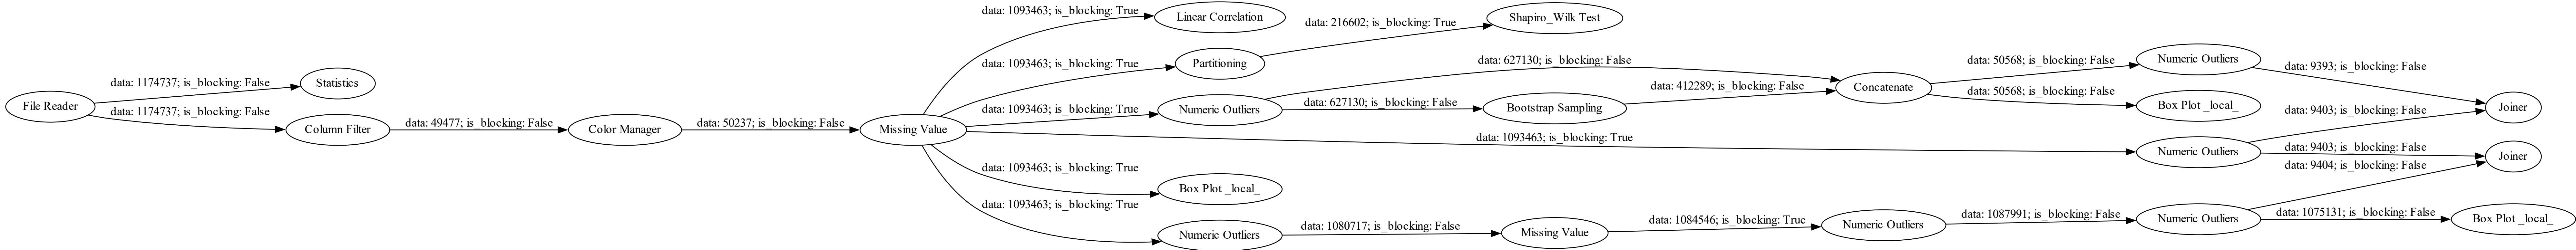 data: 1093463; is_blocking: True
Linear Correlation
data: 216602; is_blocking: True
Shapiro_Wilk Test
data: 1093463; is_blocking: True
Partitioning
data: 627130; is_blocking: False
data: 50568; is_blocking: False
Numeric Outliers
data: 9393; is_blocking: False
data: 1174737; is_blocking: False
Statistics
File Reader
data: 1174737; is_blocking: False
Column Filter
data: 49477; is_blocking: False
Color Manager
data: 50237; is_blocking: False
Missing Value
data: 1093463; is_blocking: True
Numeric Outliers
data: 627130; is_blocking: False
Bootstrap Sampling
data: 412289; is_blocking: False
Concatenate
data: 50568; is_blocking: False
Box Plot _local_
data: 9403; is_blocking: False
Joiner
data: 1093463; is_blocking: True
Numeric Outliers
data: 9403; is_blocking: False
data: 9404; is_blocking: False
Joiner
data: 1093463; is_blocking: True
Box Plot _local_
data: 1093463; is_blocking: True
Numeric Outliers
data: 1080717; is_blocking: False
Missing Value
data: 1084546; is_blocking: True
Numeric Outliers
data: 1087991; is_blocking: False
Numeric Outliers
data: 1075131; is_blocking: False
Box Plot _local_